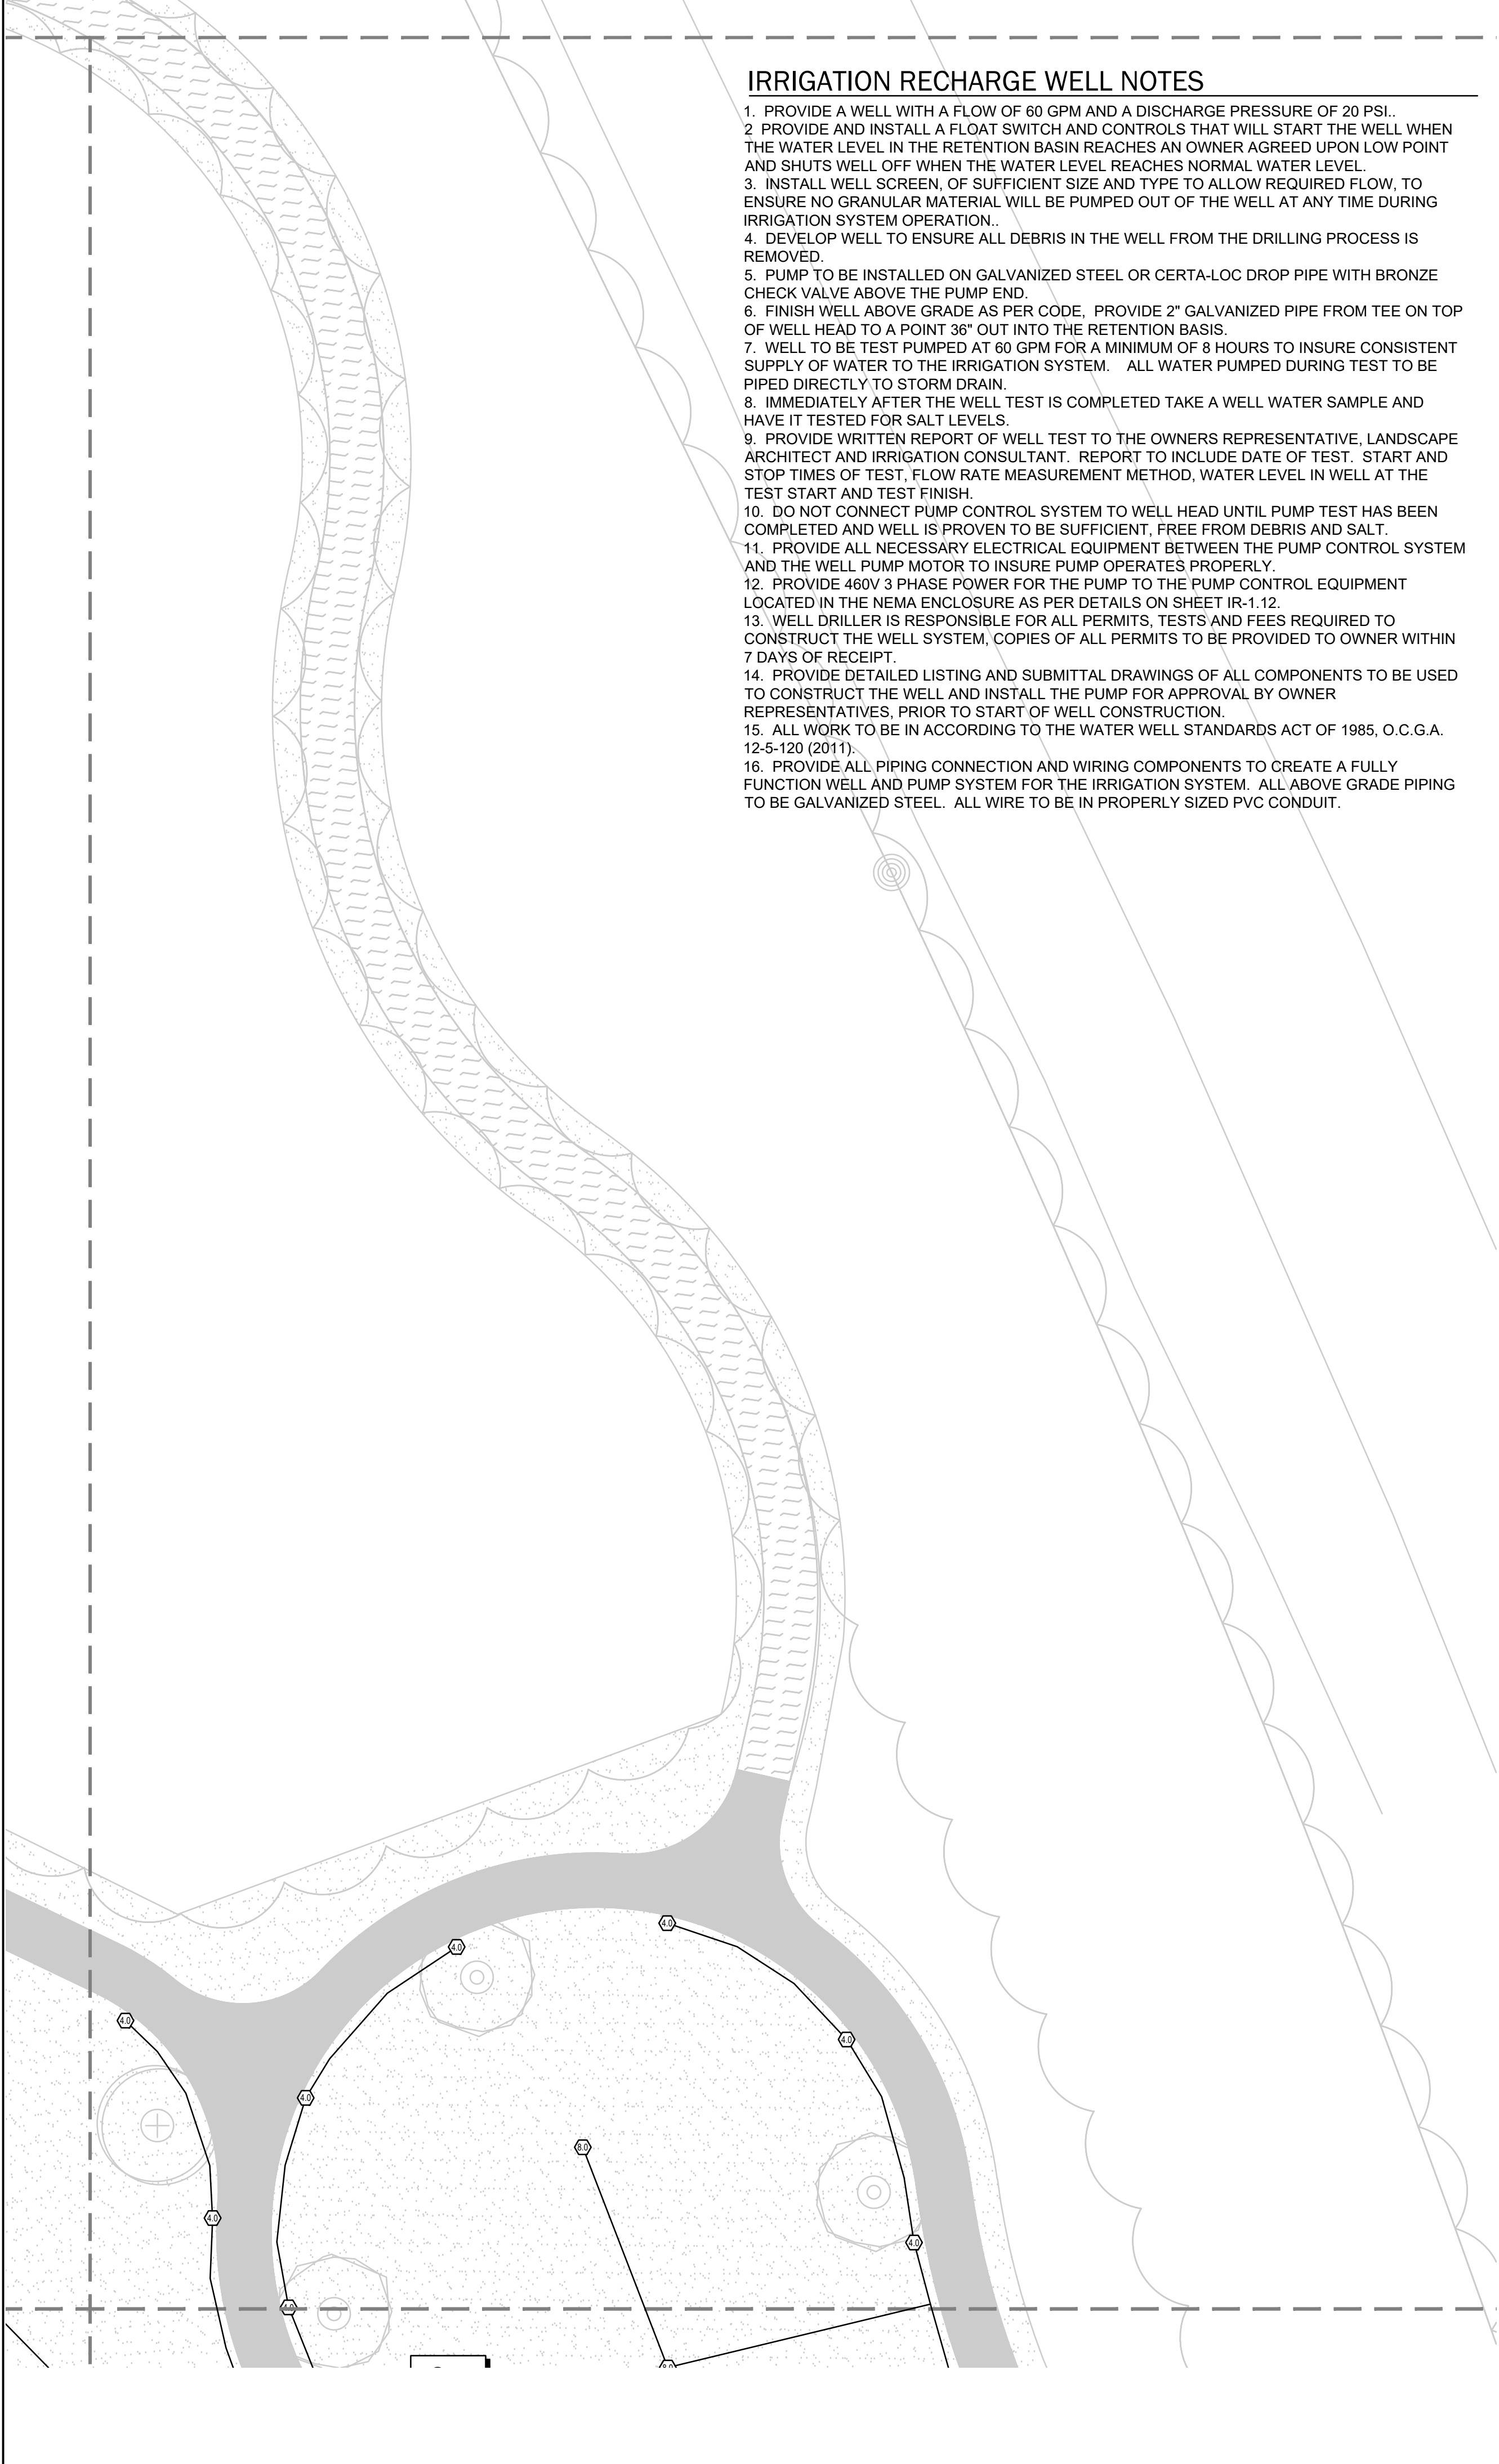 IRRIGATION RECHARGE WELL NOTES
1. PROVIDE A WELL WITH A FLOW OF 60 GPM AND A DISCHARGE PRESSURE OF 20 PSI..
2 PROVIDE AND INSTALL A FLOAT SWITCH AND CONTROLS THAT WILL START THE WELL WHEN
THE WATER LEVEL IN THE RETENTION BASIN REACHES AN OWNER AGREED UPON LOW POINT
AND SHUTS WELL OFF WHEN THE WATER LEVEL REACHES NORMAL WATER LEVEL.
3. INSTALL WELL SCREEN, OF SUFFICIENT SIZE AND TYPE TO ALLOW REQUIRED FLOW, TO
ENSURE NO GRANULAR MATERIAL WILL BE PUMPED OUT OF THE WELL AT ANY TIME DURING
IRRIGATION SYSTEM OPERATION..
4. DEVELOP WELL TO ENSURE ALL DEBRIS IN THE WELL FROM THE DRILLING PROCESS IS
REMOVED.
5. PUMP TO BE INSTALLED ON GALVANIZED STEEL OR CERTA-LOC DROP PIPE WITH BRONZE
CHECK VALVE ABOVE THE PUMP END.
6. FINISH WELL ABOVE GRADE AS PER CODE, PROVIDE 2" GALVANIZED PIPE FROM TEE ON TOP
OF WELL HEAD TO A POINT 36" OUT INTO THE RETENTION BASIS.
7. WELL TO BE TEST PUMPED AT 60 GPM FOR A MINIMUM OF 8 HOURS TO INSURE CONSISTENT
SUPPLY OF WATER TO THE IRRIGATION SYSTEM. ALL WATER PUMPED DURING TEST TO BE
PIPED DIRECTLY TO STORM DRAIN.
8. IMMEDIATELY AFTER THE WELL TEST IS COMPLETED TAKE A WELL WATER SAMPLE AND
HAVE IT TESTED FOR SALT LEVELS.
9. PROVIDE WRITTEN REPORT OF WELL TEST TO THE OWNERS REPRESENTATIVE, LANDSCAPE
ARCHITECT AND IRRIGATION CONSULTANT. REPORT TO INCLUDE DATE OF TEST. START AND
STOP TIMES OF TEST, FLOW RATE MEASUREMENT METHOD, WATER LEVEL IN WELL AT THE
TEST START AND TEST FINISH.
10. DO NOT CONNECT PUMP CONTROL SYSTEM TO WELL HEAD UNTIL PUMP TEST HAS BEEN
COMPLETED AND WELL IS PROVEN TO BE SUFFICIENT, FREE FROM DEBRIS AND SALT.
11. PROVIDE ALL NECESSARY ELECTRICAL EQUIPMENT BETWEEN THE PUMP CONTROL SYSTEM
AND THE WELL PUMP MOTOR TO INSURE PUMP OPERATES PROPERLY.
12. PROVIDE 460V 3 PHASE POWER FOR THE PUMP TO THE PUMP CONTROL EQUIPMENT
LOCATED IN THE NEMA ENCLOSURE AS PER DETAILS ON SHEET IR-1.12.
13. WELL DRILLER IS RESPONSIBLE FOR ALL PERMITS, TESTS AND FEES REQUIRED TO
CONSTRUCT THE WELL SYSTEM, COPIES OF ALL PERMITS TO BE PROVIDED TO OWNER WITHIN
7 DAYS OF RECEIPT.
14. PROVIDE DETAILED LISTING AND SUBMITTAL DRAWINGS OF ALL COMPONENTS TO BE USED
TO CONSTRUCT THE WELL AND INSTALL THE PUMP FOR APPROVAL BY OWNER
REPRESENTATIVES, PRIOR TO START OF WELL CONSTRUCTION.
15. ALL WORK TO BE IN ACCORDING TO THE WATER WELL STANDARDS ACT OF 1985, O.C.G.A.
12-5-120 (2011).
16. PROVIDE ALL PIPING CONNECTION AND WIRING COMPONENTS TO CREATE A FULLY
FUNCTION WELL AND PUMP SYSTEM FOR THE IRRIGATION SYSTEM. ALL ABOVE GRADE PIPING
TO BE GALVANIZED STEEL. ALL WIRE TO BE IN PROPERLY SIZED PVC CONDUIT.
4.0
4.0
4.0
4.0
4.0
8.0
4.0
4.0
4.0
8.0